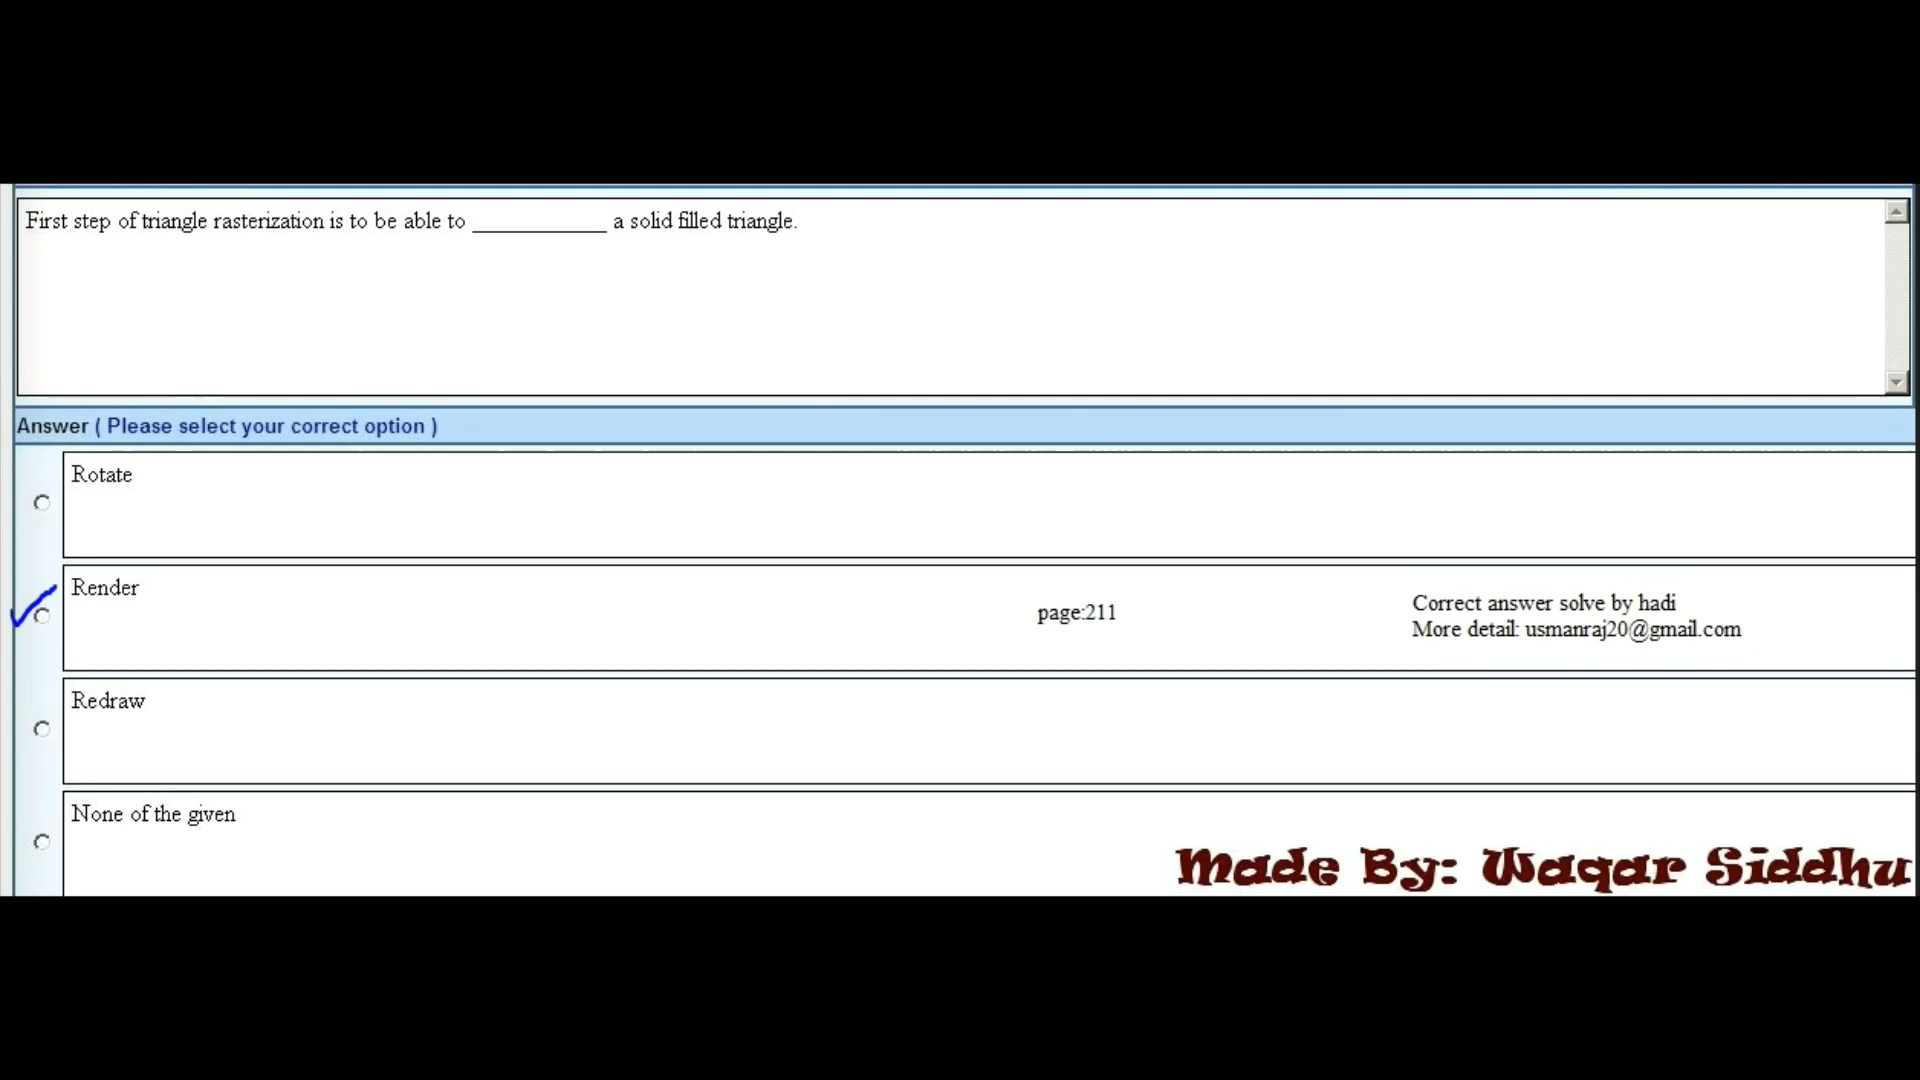 First step of triangle rasterization is to be able to ____________ a solid filled triangle.
Answer ( Please select your correct option )
Rotate
Render
page:211
Correct answer solve by hadi
More detail: usmanraj20@gmail.com
Redraw
None of the given
Made By: Waqar Siddhu